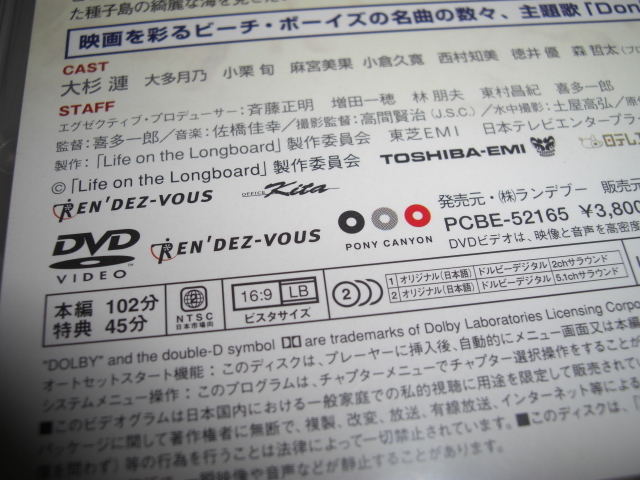 た種子島の綺麗な海を見
映画を彩るビーチ・ボーイズの名曲の数々、主題歌「Don
CAST
大杉 漣 大多月乃 小栗 旬 麻宮美果 小倉久寛 西村知美 徳井 優 森 哲太(プロ
STAFF
エグゼクティブ・プロデューサー:斉藤正明 増田一穂 林 朋夫 東村昌紀 喜多一郎
監督:喜多一郎/音楽:佐橋佳幸/撮影監督:高間賢治(J.S.C.)/水中撮影:土屋高弘/
製作:「Life on the Longboard」製作委員会 東芝EMI 日本テレビエンタープラ
©「Life on the Longboard」製作委員会 TOSHIBA-EMI 日テレ
REN'DEZ-VOUS OFFICE Kita
発売元・(株)ランデブー 販売元
DVD VIDEO REN'DEZ-VOUS PONY CANYON PCBE-52165 ¥3,800
DVDビデオは、映像と音声を高密度
本編 102分 特典 45分
2 NTSC 日本市場向
16:9 LB ビスタサイズ
2
1 オリジナル(日本語) ドルビーデジタル 2chサラウンド
2 オリジナル(日本語) ドルビーデジタル 5.1chサラウンド
"DOLBY" and the double-D symbol are trademarks of Dolby Laboratories Licensing Corpor
オートセットスタート機能:このディスクは、プレーヤーに挿入後、自動的にメニュー画面又は本編
システムメニュー操作:このプログラムは、チャプターメニューでチャプター選択操作をすることが
■このビデオグラムは日本国内における一般家庭での私的視聴に用途を限定して販売されて
パッケージに関して著作権者に無断で、複製、改変、放送、有線放送、インターネット等による
度を問わず)等の行為を行うことは法律によって一切禁止されています。■このディスクは、「
映像や音声などが静止することがあります。